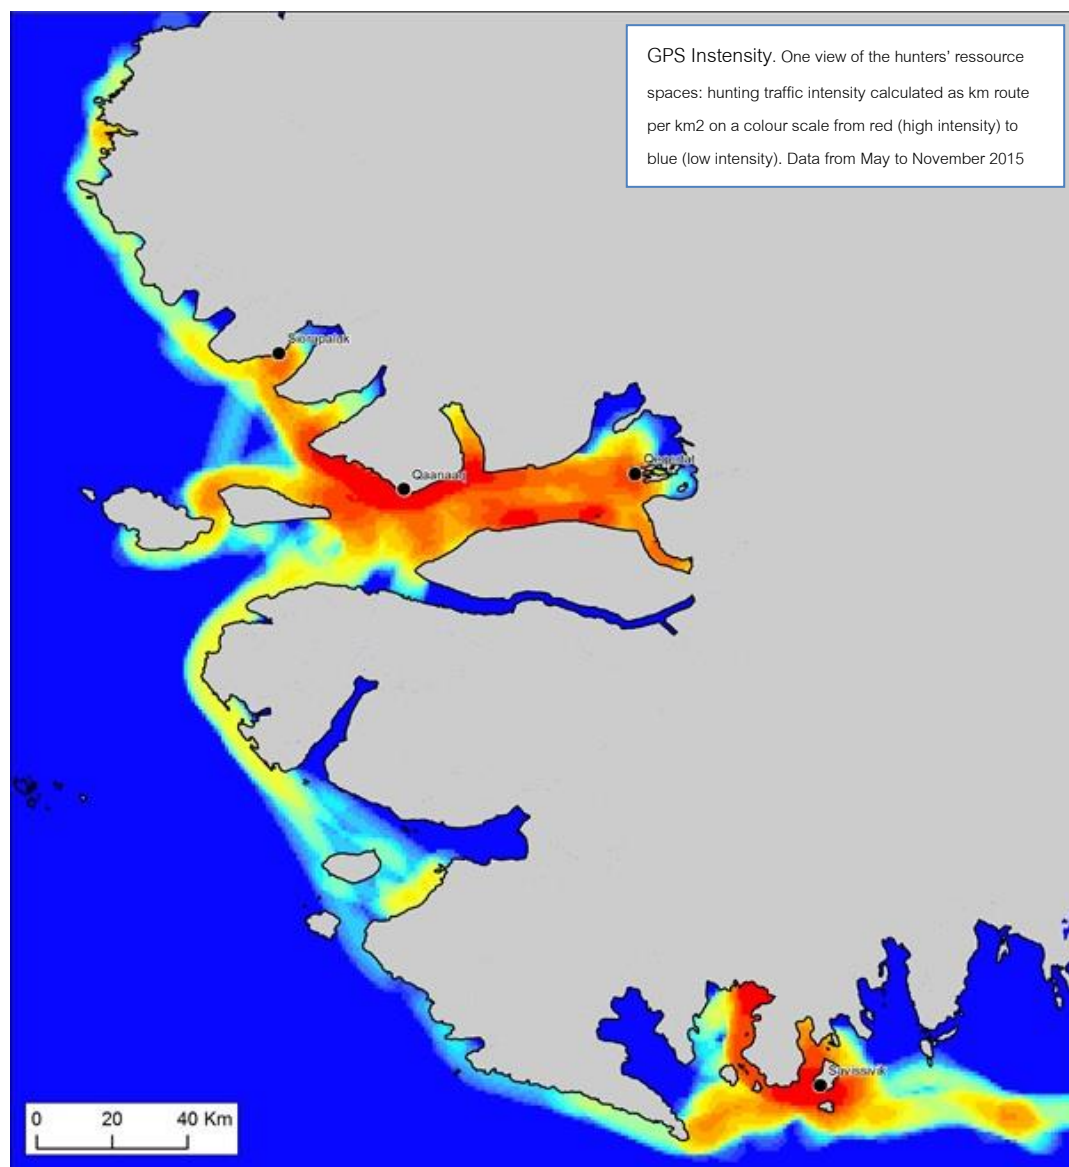 GPS Instensity. One view of the hunters' ressource
spaces: hunting traffic intensity calculated as km route
per km2 on a colour scale from red (high intensity) to
blue (low intensity). Data from May to November 2015
Siorapaluk
Qaanaaq
Savissivik
0 20 40 Km